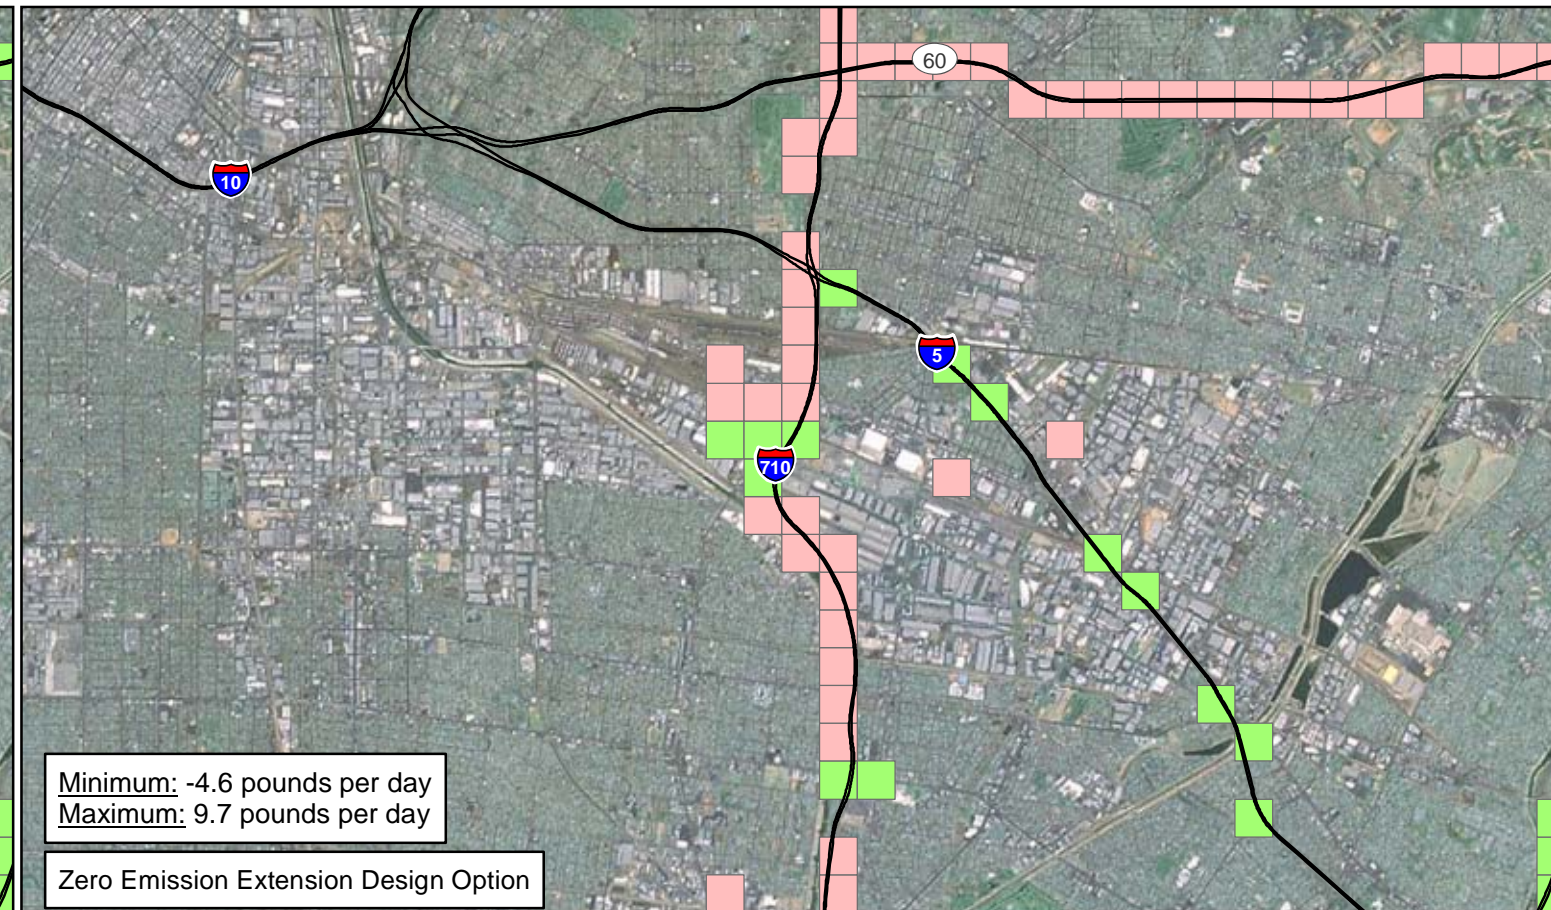 60
10
5
710
Minimum: -4.6 pounds per day
Maximum: 9.7 pounds per day
Zero Emission Extension Design Option